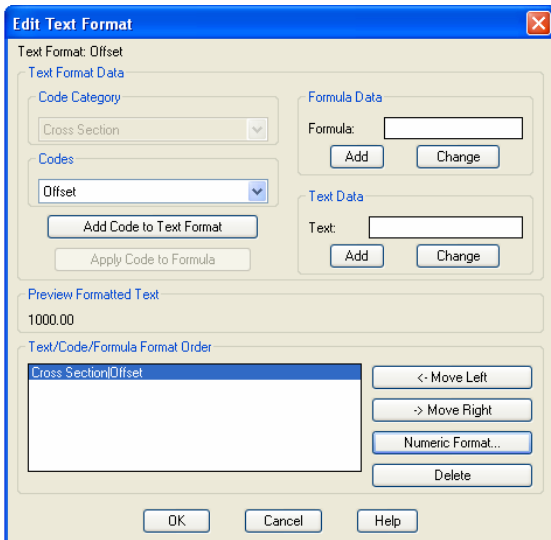 Edit Text Format
Text Format: Offset
Text Format Data
Code Category
Cross Section
Codes
Offset
Add Code to Text Format
Apply Code to Formula
Formula Data
Formula:
Add Change
Text Data
Text:
Add Change
Preview Formatted Text
1000.00
Text/Code/Formula Format Order
Cross Section|Offset
<- Move Left
-> Move Right
Numeric Format...
Delete
OK Cancel Help